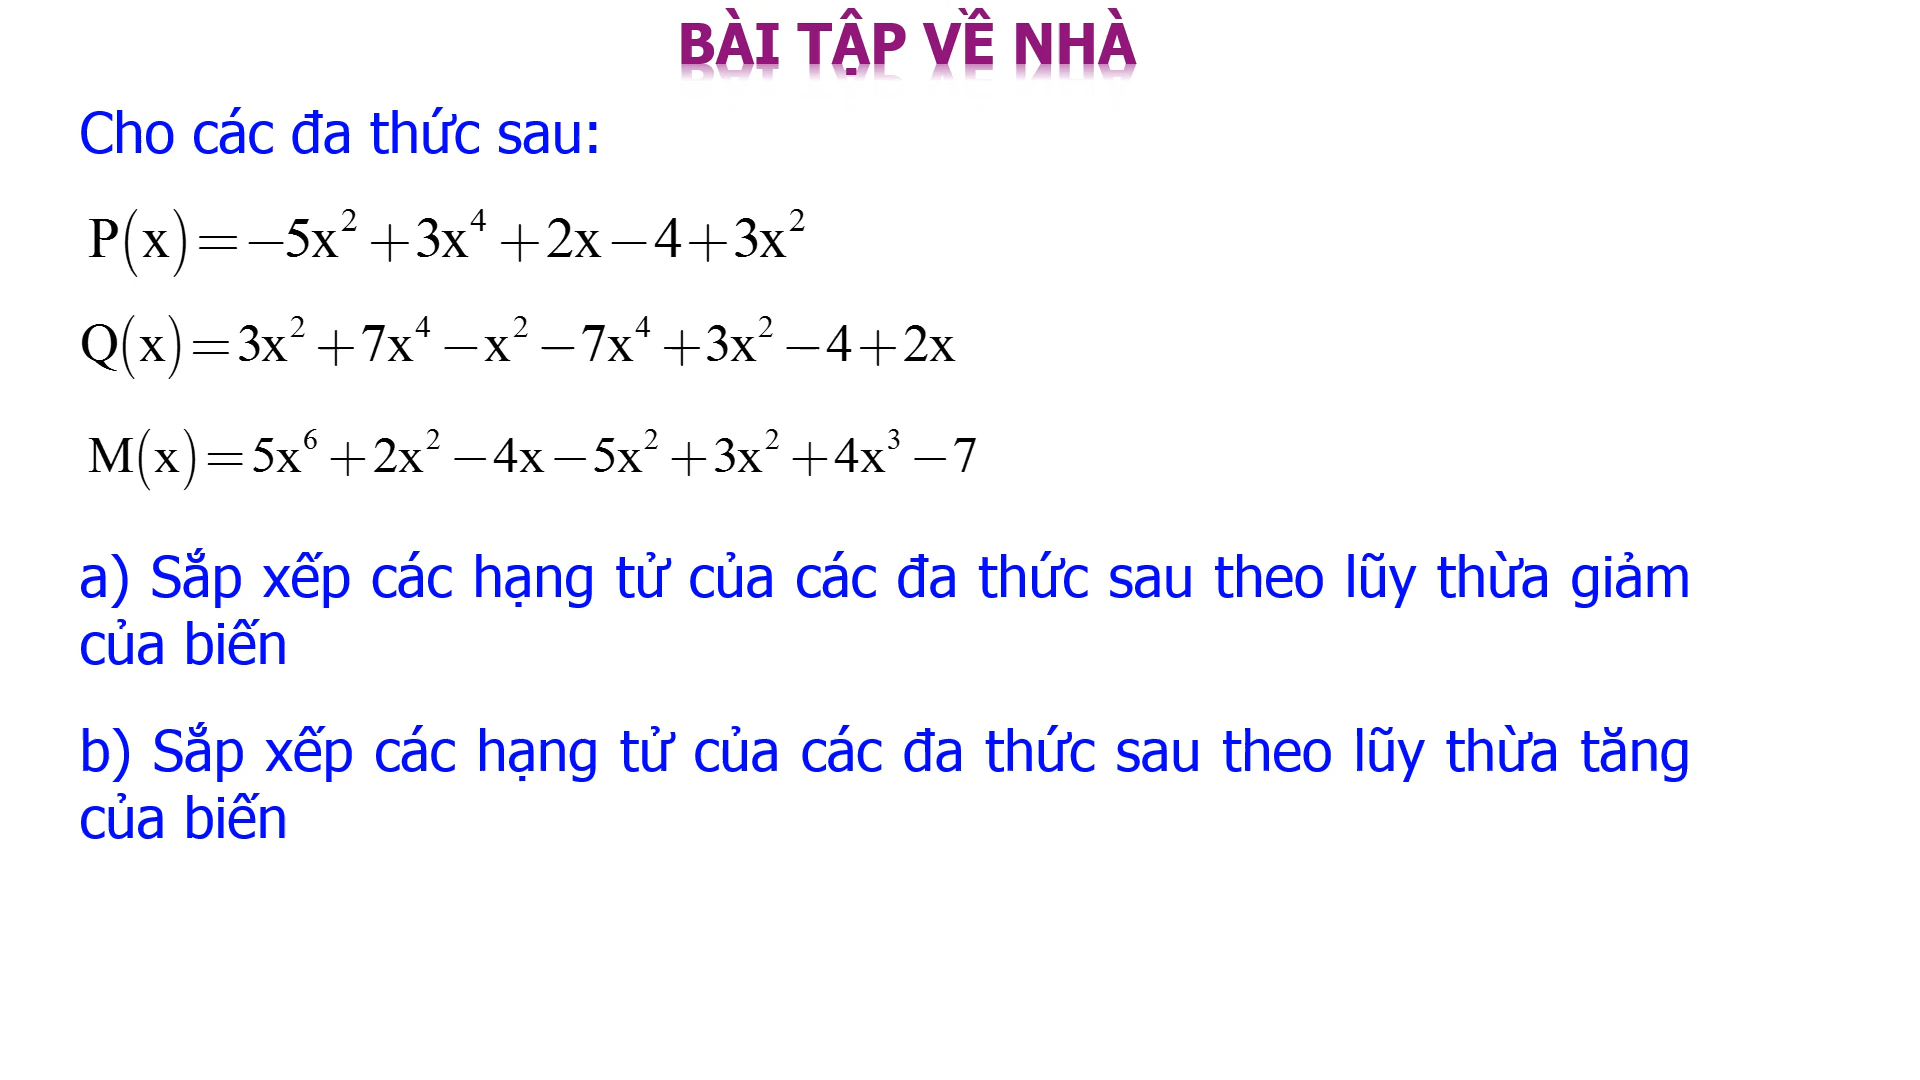 BÀI TẬP VỀ NHÀ
Cho các đa thức sau:
P(x)=−5x²+3x⁴+2x−4+3x²
Q(x)=3x²+7x⁴−x²−7x⁴+3x²−4+2x
M(x)=5x⁶+2x²−4x−5x²+3x²+4x³−7
a) Sắp xếp các hạng tử của các đa thức sau theo lũy thừa giảm
của biến
b) Sắp xếp các hạng tử của các đa thức sau theo lũy thừa tăng
của biến